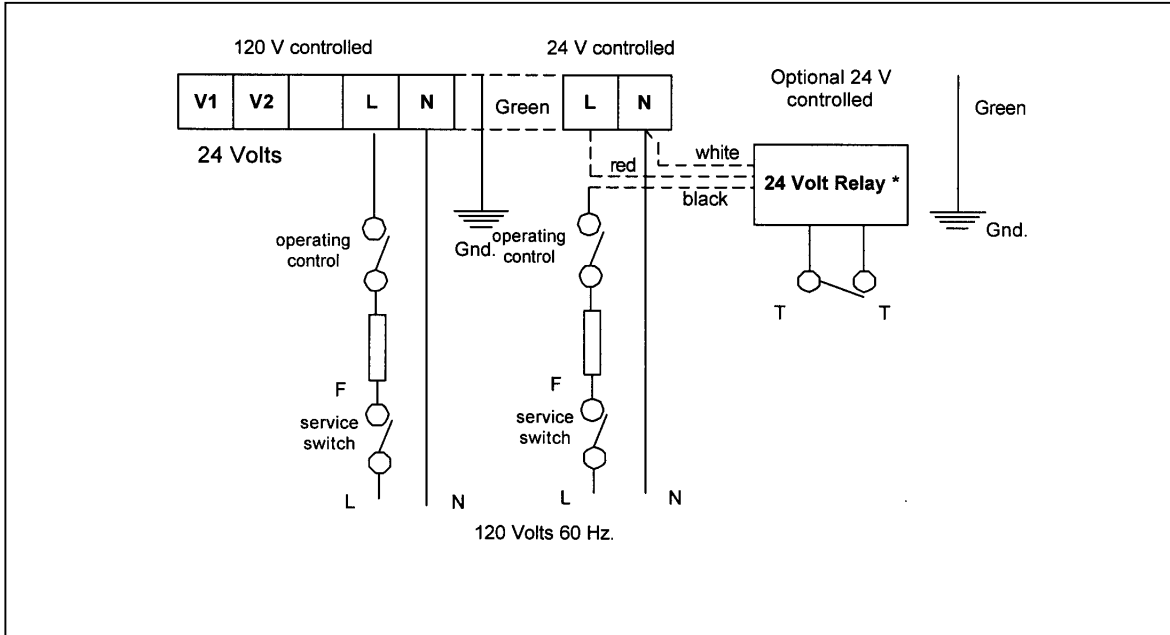 120 V controlled
24 V controlled
Optional 24 V
controlled
V1 V2 L N
Green
L N
Green
24 Volts
white
red
24 Volt Relay *
black
operating
control
Gnd.
operating
control
Gnd.
T T
F
F
service
switch
service
switch
L N
L N
120 Volts 60 Hz.